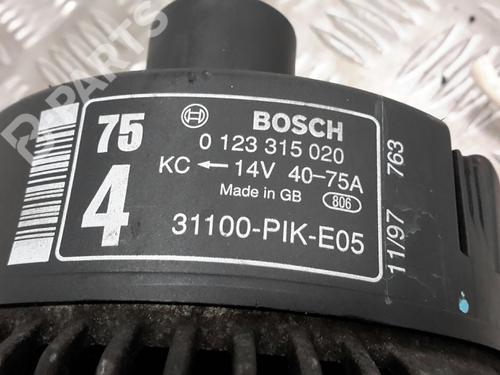 B-PARTS
75
4
BOSCH
0 123 315 020
KC ← 14V 40-75A
Made in GB 806
31100-PIK-E05
11/97 763